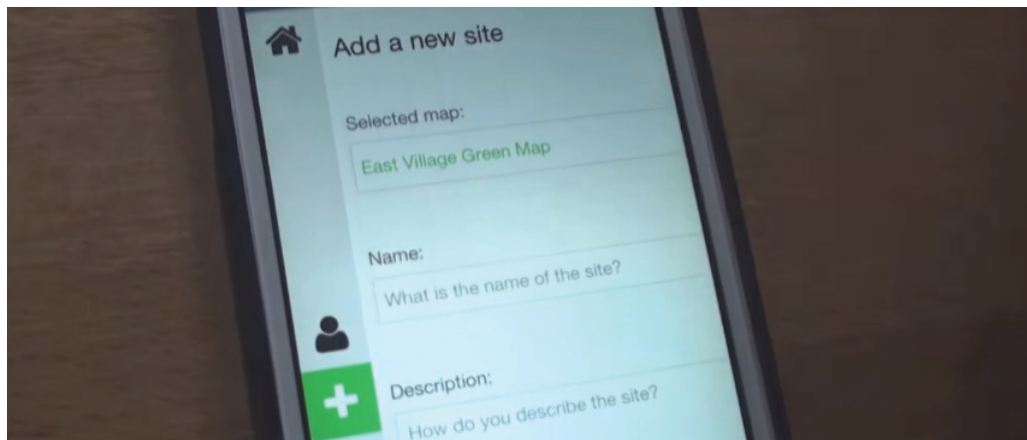 Add a new site
Selected map:
East Village Green Map
Name:
What is the name of the site?
Description:
How do you describe the site?